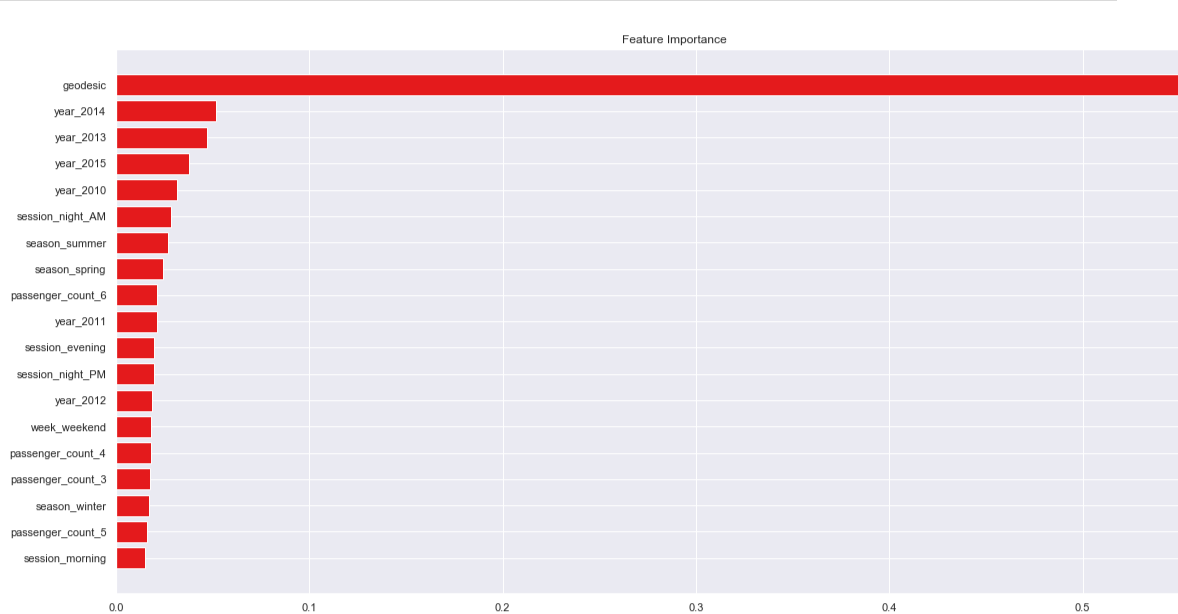 Feature Importance
geodesic
year_2014
year_2013
year_2015
year_2010
session_night_AM
season_summer
season_spring
passenger_count_6
year_2011
session_evening
session_night_PM
year_2012
week_weekend
passenger_count_4
passenger_count_3
season_winter
passenger_count_5
session_morning
0.0 0.1 0.2 0.3 0.4 0.5